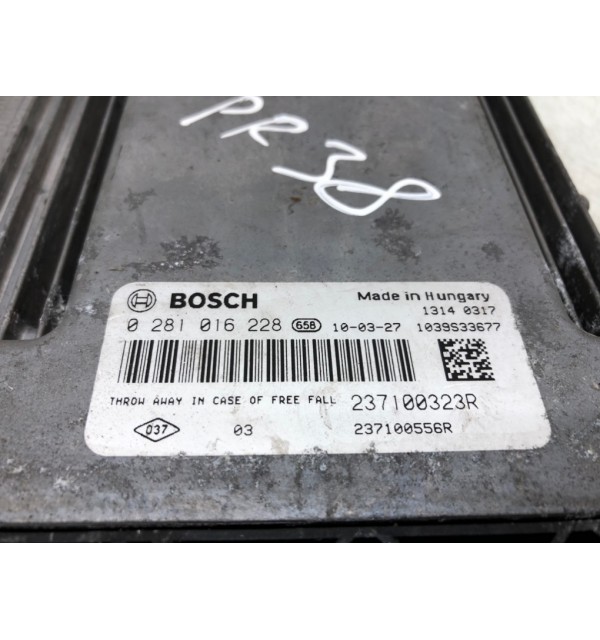 PR38
BOSCH
Made in Hungary
1314 0317
0 281 016 228 65B 10-03-27 1039S33677
THROW AWAY IN CASE OF FREE FALL 237100323R
037 03 237100556R